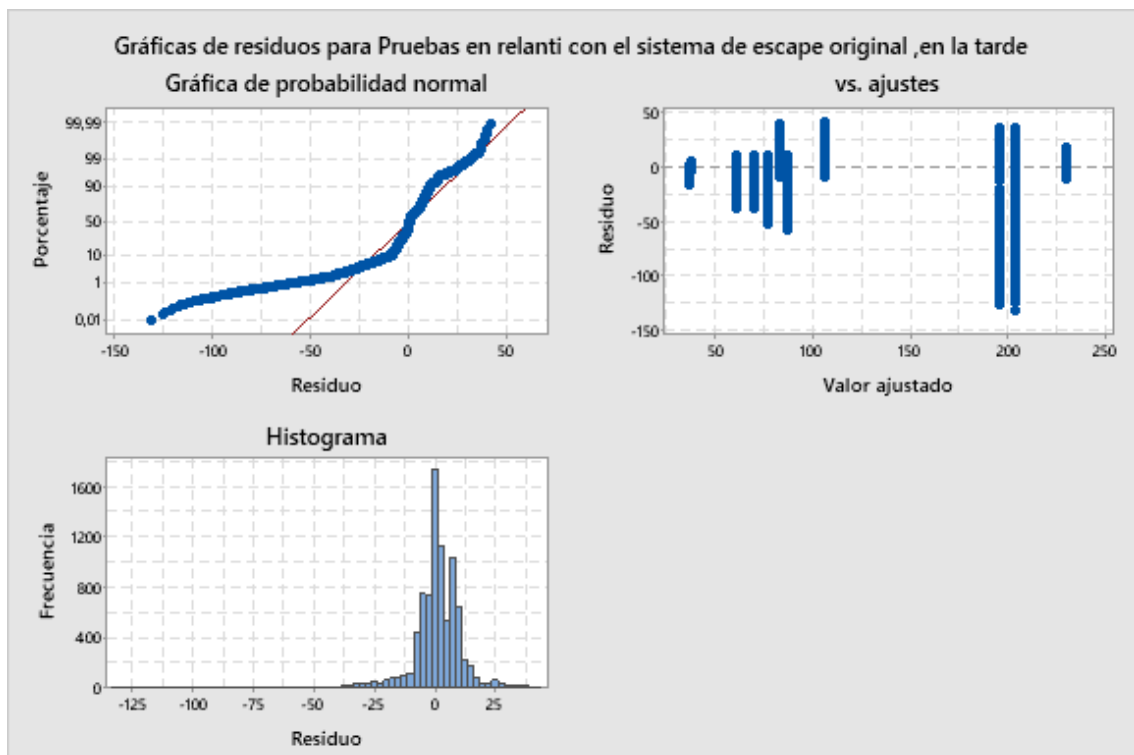 Gráficas de residuos para Pruebas en relanti con el sistema de escape original ,en la tarde
Gráfica de probabilidad normal
99,99
99
90
50
10
1
0,01
Porcentaje
-150 -100 -50 0 50
Residuo
vs. ajustes
50
0
-50
-100
-150
Residuo
50 100 150 200 250
Valor ajustado
Histograma
1600
1200
800
400
0
Frecuencia
-125 -100 -75 -50 -25 0 25
Residuo